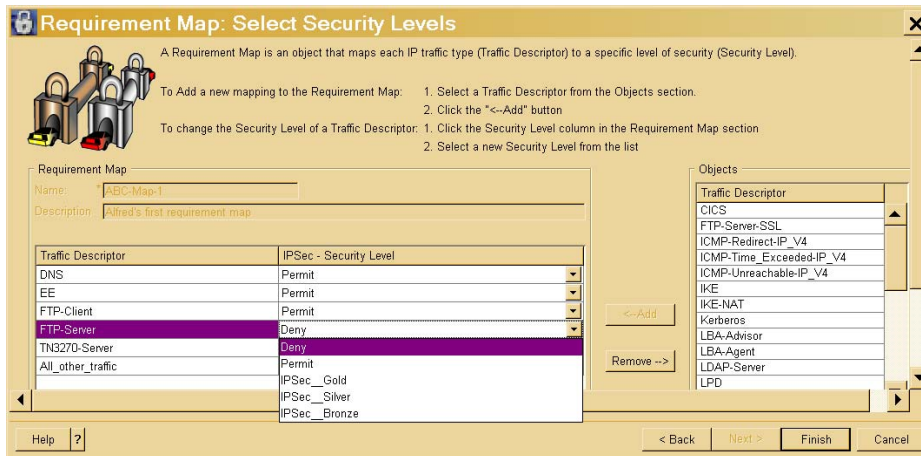 Requirement Map: Select Security Levels
A Requirement Map is an object that maps each IP traffic type (Traffic Descriptor) to a specific level of security (Security Level).
To Add a new mapping to the Requirement Map: 1. Select a Traffic Descriptor from the Objects section.
2. Click the "<--Add" button
To change the Security Level of a Traffic Descriptor: 1. Click the Security Level column in the Requirement Map section
2. Select a new Security Level from the list
Requirement Map
Name: * ABC-Map-1
Description Alfred's first requirement map
Traffic Descriptor IPSec - Security Level
DNS Permit
EE Permit
FTP-Client Permit
FTP-Server Deny
TN3270-Server
All_other_traffic
Deny
Permit
IPSec__Gold
IPSec__Silver
IPSec__Bronze
<--Add
Remove -->
Objects
Traffic Descriptor
CICS
FTP-Server-SSL
ICMP-Redirect-IP_V4
ICMP-Time_Exceeded-IP_V4
ICMP-Unreachable-IP_V4
IKE
IKE-NAT
Kerberos
LBA-Advisor
LBA-Agent
LDAP-Server
LPD
Help ? < Back Next > Finish Cancel